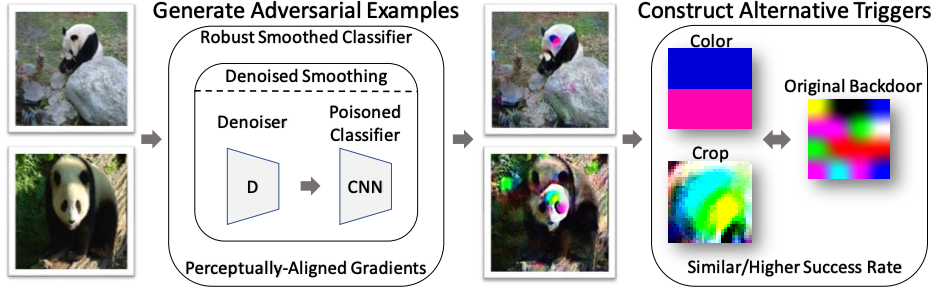 Generate Adversarial Examples
Robust Smoothed Classifier
Denoised Smoothing
Denoiser
Poisoned
Classifier
D
CNN
Perceptually-Aligned Gradients
Construct Alternative Triggers
Color
Original Backdoor
Crop
Similar/Higher Success Rate